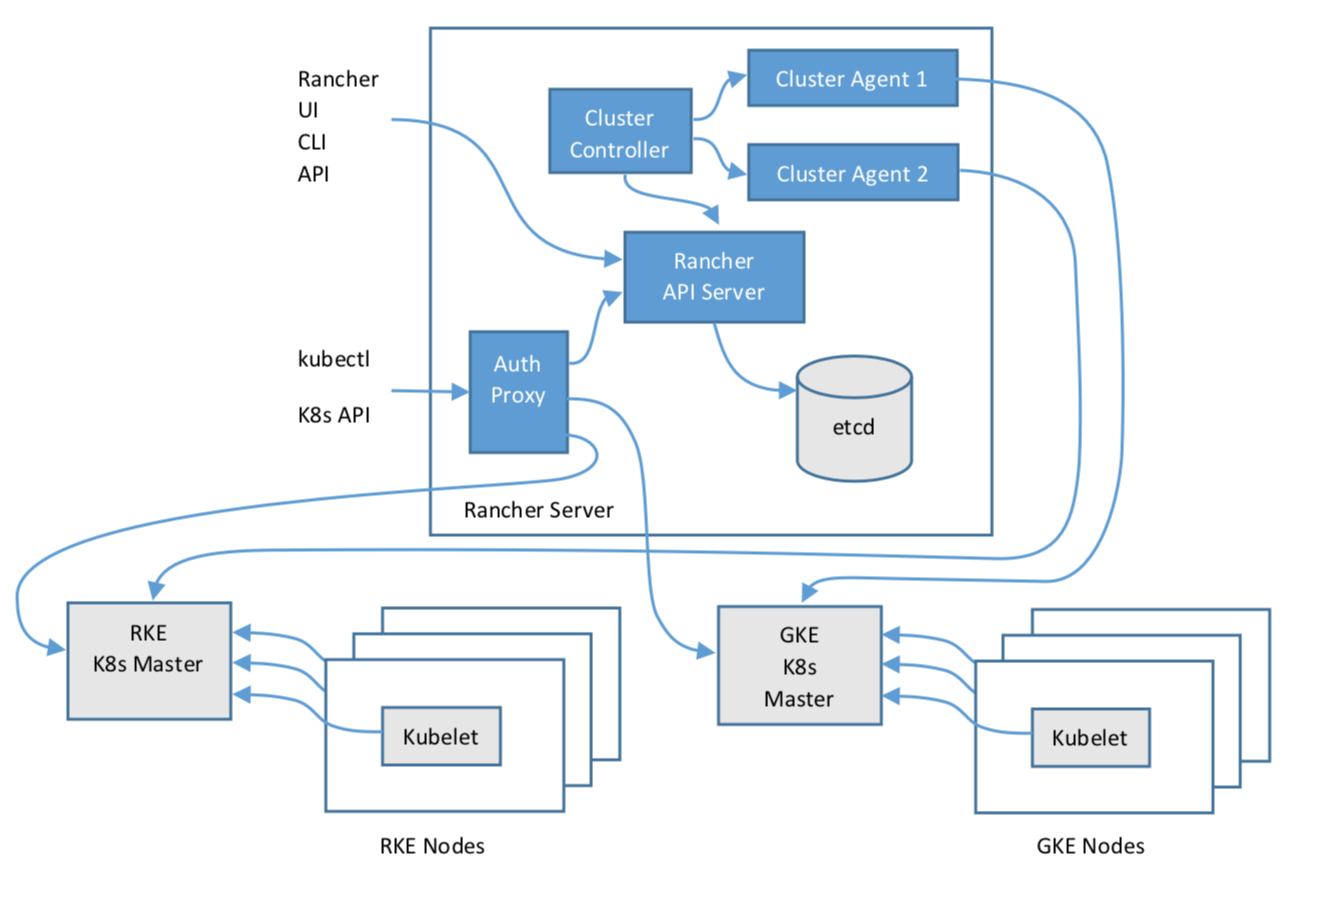 Rancher
UI
CLI
API
Cluster
Controller
Cluster Agent 1
Cluster Agent 2
Rancher
API Server
kubectl
K8s API
Auth
Proxy
etcd
Rancher Server
RKE
K8s Master
Kubelet
RKE Nodes
GKE
K8s
Master
Kubelet
GKE Nodes